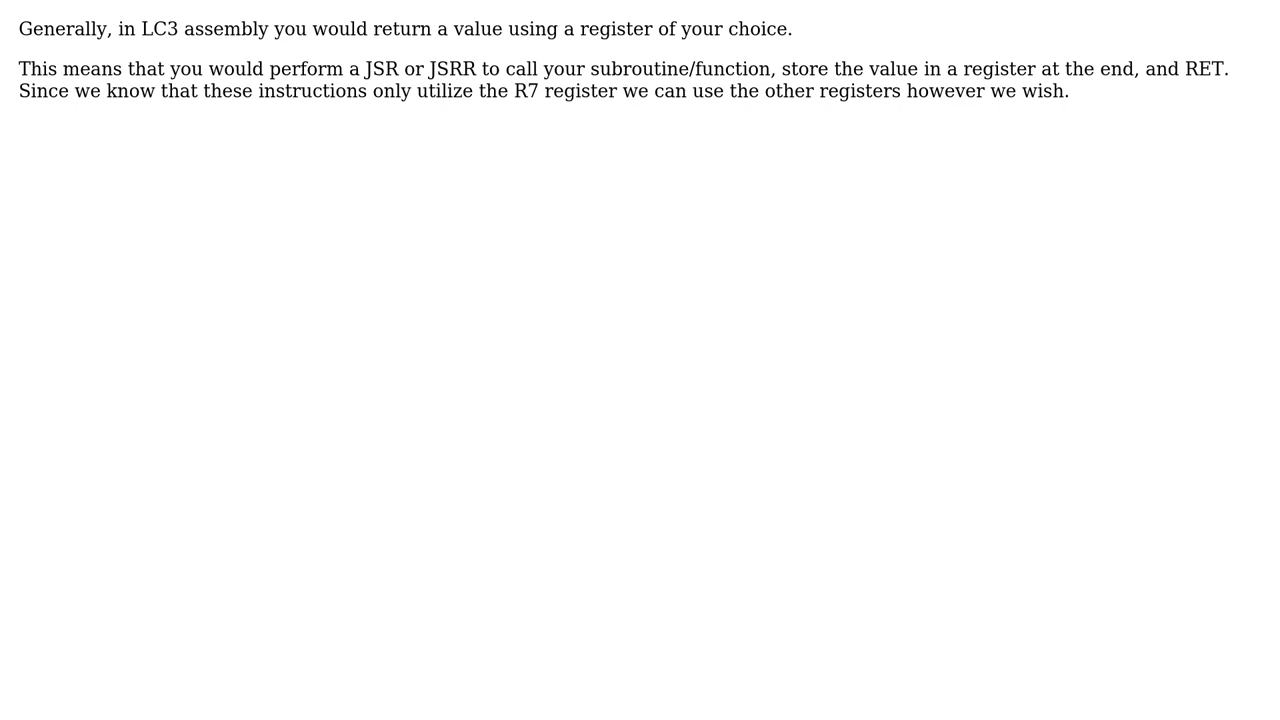 Generally, in LC3 assembly you would return a value using a register of your choice.
This means that you would perform a JSR or JSRR to call your subroutine/function, store the value in a register at the end, and RET.
Since we know that these instructions only utilize the R7 register we can use the other registers however we wish.